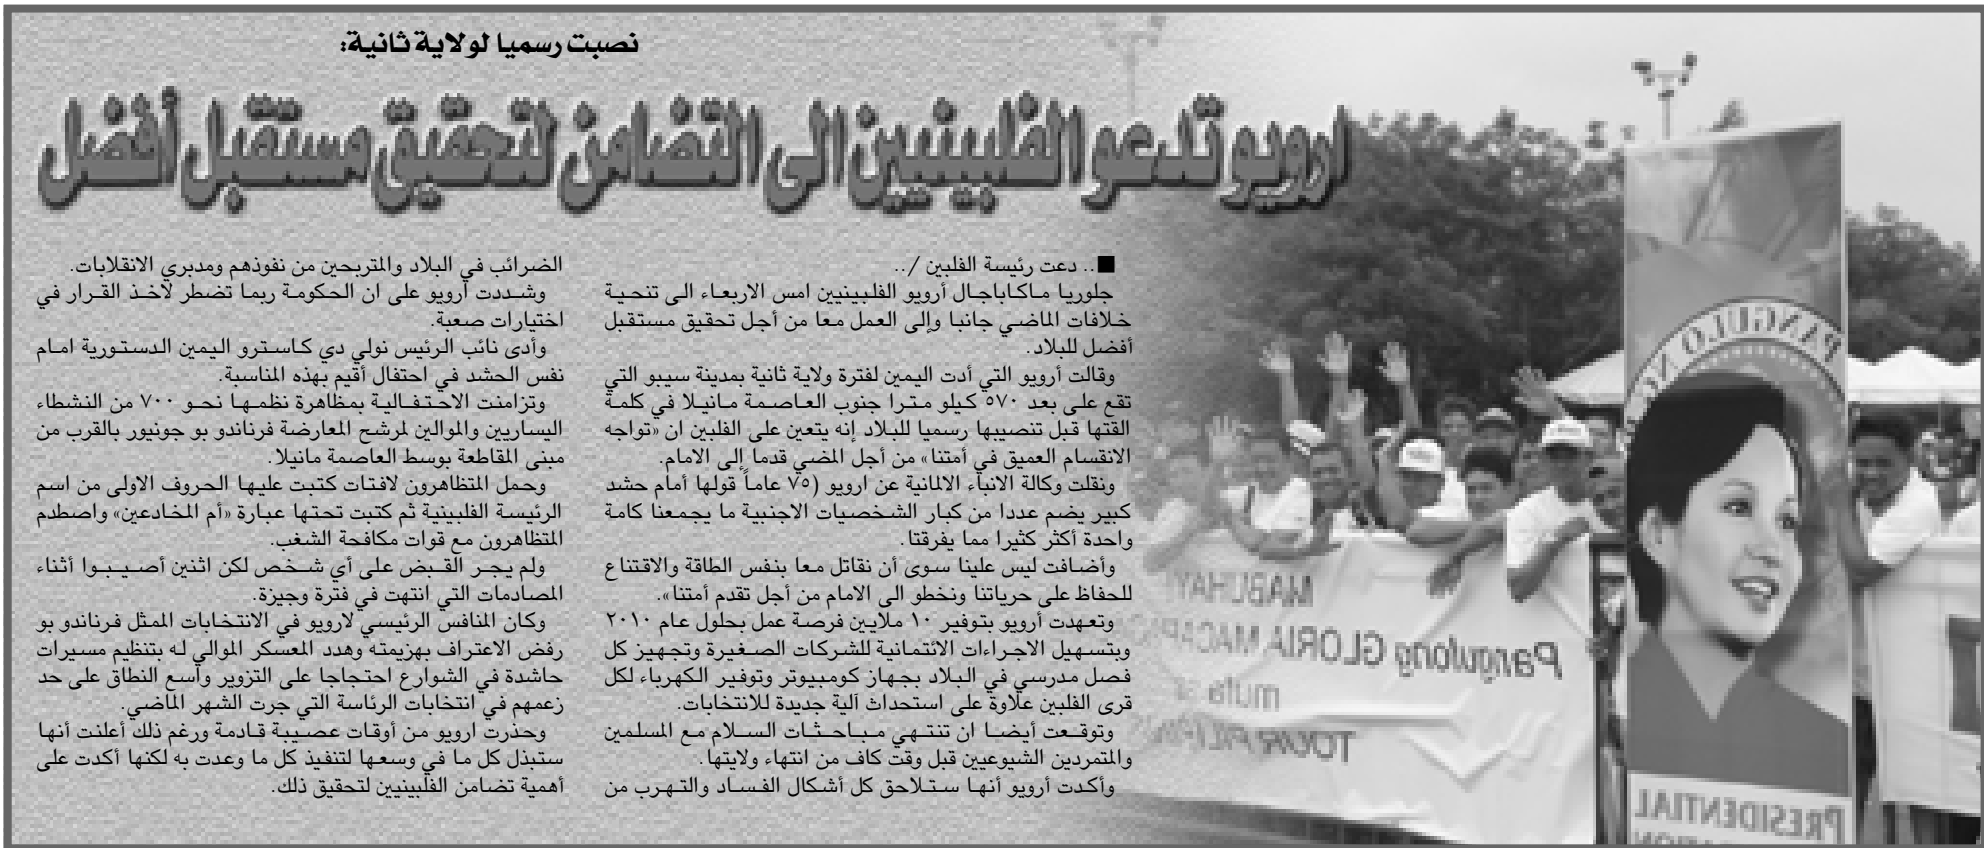 نصبت رسميا لولاية ثانية:
ارويو تدعو الفلبينيين الى التضامن لتحقيق مستقبل أفضل
■.. دعت رئيسة الفلبين /..
جلوريا ماكاباجال أرويو الفلبينيين امس الاربعاء الى تنحية
خلافات الماضي جانبا وإلى العمل معا من أجل تحقيق مستقبل
أفضل للبلاد.
وقالت أرويو التي أدت اليمين لفترة ولاية ثانية بمدينة سيبو التي
تقع على بعد ٥٧٠ كيلو مترا جنوب العاصمة مانيلا في كلمة
القتها قبل تنصيبها رسميا للبلاد إنه يتعين على الفلبين ان «تواجه
الانقسام العميق في أمتنا» من أجل المضي قدما إلى الامام.
ونقلت وكالة الانباء الالمانية عن ارويو (٧٥ عاماً قولها أمام حشد
كبير يضم عددا من كبار الشخصيات الاجنبية ما يجمعنا كامة
واحدة أكثر كثيرا مما يفرقتا.
وأضافت ليس علينا سوى أن نقاتل معا بنفس الطاقة والاقتناع
للحفاظ على حرياتنا ونخطو الى الامام من أجل تقدم أمتنا».
وتعهدت أرويو بتوفير ١٠ ملايين فرصة عمل بحلول عام ٢٠١٠
وبتسهيل الاجراءات الائتمانية للشركات الصغيرة وتجهيز كل
فصل مدرسي في البلاد بجهاز كومبيوتر وتوفير الكهرباء لكل
قرى الفلبين علاوة على استحداث آلية جديدة للانتخابات.
وتوقعت أيضا ان تنتهي مباحثات السلام مع المسلمين
والمتمردين الشيوعيين قبل وقت كاف من انتهاء ولايتها.
وأكدت أرويو أنها ستلاحق كل أشكال الفساد والتهرب من
الضرائب في البلاد والمتربحين من نفوذهم ومدبري الانقلابات.
وشددت أرويو على ان الحكومة ربما تضطر لأخذ القرار في
اختيارات صعبة.
وأدى نائب الرئيس نولي دي كاسترو اليمين الدستورية امام
نفس الحشد في احتفال أقيم بهذه المناسبة.
وتزامنت الاحتفالية بمظاهرة نظمها نحو ٧٠٠ من النشطاء
اليساريين والموالين لمرشح المعارضة فرناندو بو جونيور بالقرب من
مبنى المقاطعة بوسط العاصمة مانيلا.
وحمل المتظاهرون لافتات كتبت عليها الحروف الاولى من اسم
الرئيسة الفلبينية ثم كتبت تحتها عبارة «أم المخادعين» واصطدم
المتظاهرون مع قوات مكافحة الشغب.
ولم يجر القبض على أي شخص لكن اثنين أصيبوا أثناء
المصادمات التي انتهت في فترة وجيزة.
وكان المنافس الرئيسي لارويو في الانتخابات الممثل فرناندو بو
رفض الاعتراف بهزيمته وهدد المعسكر الموالي له بتنظيم مسيرات
حاشدة في الشوارع احتجاجا على التزوير واسع النطاق على حد
زعمهم في انتخابات الرئاسة التي جرت الشهر الماضي.
وحذرت ارويو من أوقات عصيبة قادمة ورغم ذلك أعلنت أنها
ستبذل كل ما في وسعها لتنفيذ كل ما وعدت به لكنها أكدت على
أهمية تضامن الفلبينيين لتحقيق ذلك.
PANGULO NG
MABUHAY
Pangulong GLORIA MACAPA
mula sa
PRESIDENTIAL